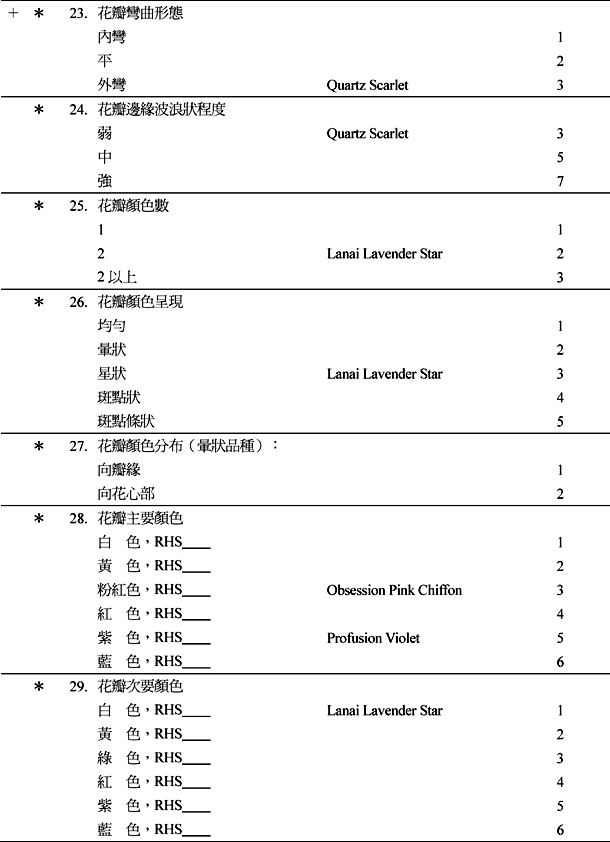 + * 23. 花瓣彎曲形態
內彎 1
平 2
外彎 Quartz Scarlet 3
* 24. 花瓣邊緣波浪狀程度
弱 Quartz Scarlet 3
中 5
強 7
* 25. 花瓣顏色數
1 1
2 Lanai Lavender Star 2
2 以上 3
* 26. 花瓣顏色呈現
均勻 1
暈狀 2
星狀 Lanai Lavender Star 3
斑點狀 4
斑點條狀 5
* 27. 花瓣顏色分布（暈狀品種）：
向瓣緣 1
向花心部 2
* 28. 花瓣主要顏色
白 色，RHS____ 1
黃 色，RHS____ 2
粉紅色，RHS____ Obsession Pink Chiffon 3
紅 色，RHS____ 4
紫 色，RHS____ Profusion Violet 5
藍 色，RHS____ 6
* 29. 花瓣次要顏色
白 色，RHS____ Lanai Lavender Star 1
黃 色，RHS____ 2
綠 色，RHS____ 3
紅 色，RHS____ 4
紫 色，RHS____ 5
藍 色，RHS____ 6